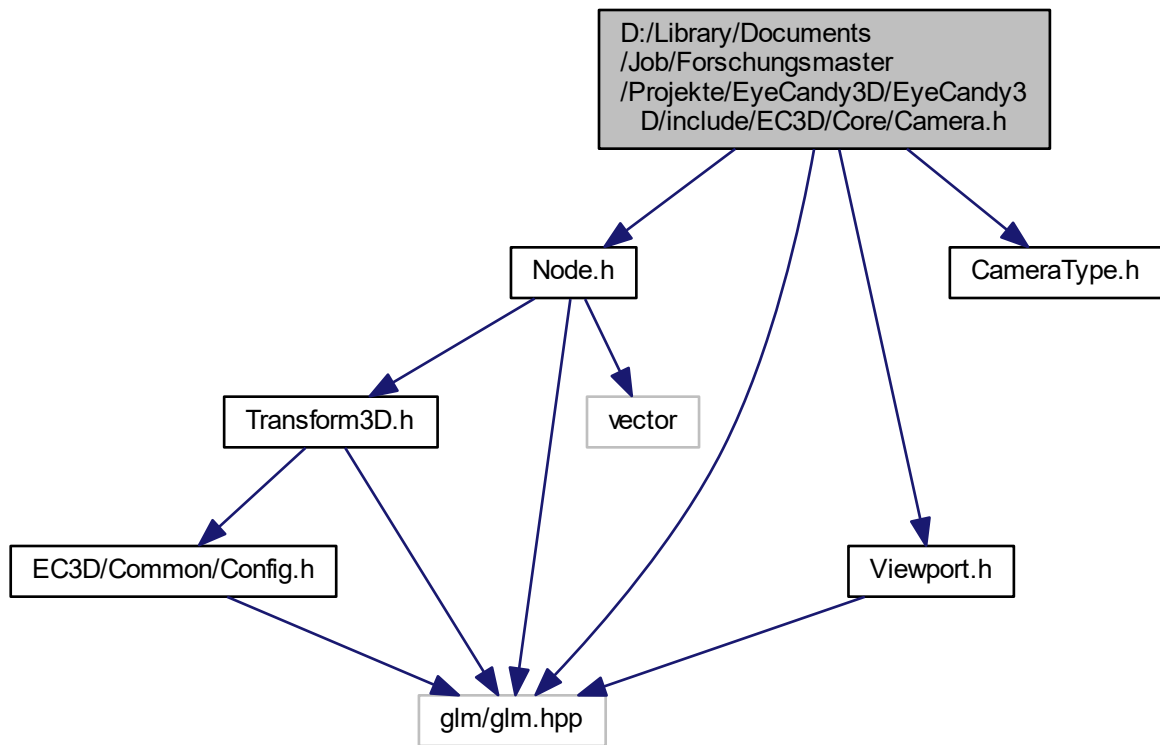 D:/Library/Documents
/Job/Forschungsmaster
/Projekte/EyeCandy3D/EyeCandy3
D/include/EC3D/Core/Camera.h
Node.h
CameraType.h
Transform3D.h
vector
EC3D/Common/Config.h
Viewport.h
glm/glm.hpp